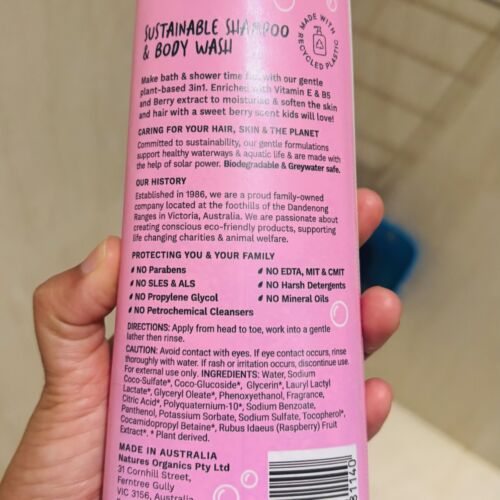 SUSTAINABLE SHAMPOO
& BODY WASH
MADE WITH
RECYCLED PLASTIC
Make bath & shower time fun with our gentle
plant-based 3in1. Enriched with Vitamin E & B5
and Berry extract to moisturise & soften the skin
and hair with a sweet berry scent kids will love!
CARING FOR YOUR HAIR, SKIN & THE PLANET
Committed to sustainability, our gentle formulations
support healthy waterways & aquatic life & are made with
the help of solar power. Biodegradable & Greywater safe.
OUR HISTORY
Established in 1986, we are a proud family-owned
company located at the foothills of the Dandenong
Ranges in Victoria, Australia. We are passionate about
creating conscious eco-friendly products, supporting
life changing charities & animal welfare.
PROTECTING YOU & YOUR FAMILY
NO Parabens
NO SLES & ALS
NO Propylene Glycol
NO Petrochemical Cleansers
NO EDTA, MIT & CMIT
NO Harsh Detergents
NO Mineral Oils
DIRECTIONS: Apply from head to toe, work into a gentle
lather then rinse.
CAUTION: Avoid contact with eyes. If eye contact occurs, rinse
thoroughly with water. If rash or irritation occurs, discontinue use.
For external use only. INGREDIENTS: Water, Sodium
Coco-Sulfate*, Coco-Glucoside*, Glycerin*, Lauryl Lactyl
Lactate*, Glyceryl Oleate*, Phenoxyethanol, Fragrance,
Citric Acid*, Polyquaternium-10*, Sodium Benzoate,
Panthenol, Potassium Sorbate, Sodium Sulfate, Tocopherol*,
Cocamidopropyl Betaine*, Rubus Idaeus (Raspberry) Fruit
Extract*. * Plant derived.
MADE IN AUSTRALIA
Natures Organics Pty Ltd
31 Cornhill Street,
Ferntree Gully
VIC 3156, Australia